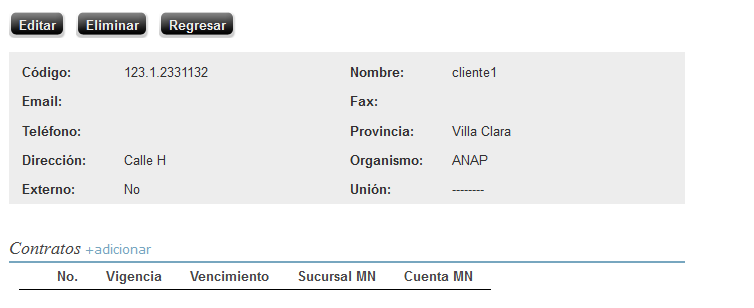 Editar Eliminar Regresar
Código: 123.1.2331132 Nombre: cliente1
Email: Fax:
Teléfono: Provincia: Villa Clara
Dirección: Calle H Organismo: ANAP
Externo: No Unión: --------
Contratos +adicionar
No. Vigencia Vencimiento Sucursal MN Cuenta MN